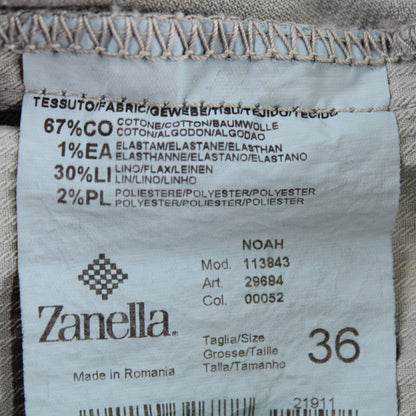 TESSUTO/FABRIC/GEWEBE/TISU/TEJIDO/TECIDO
67%CO COTONE/COTTON/BAUMWOLLE
COTON/ALGODON/ALGODAO
1%EA ELASTAM/ELASTANE/ELASTHAN
ELASTHANNE/ELASTANO/ELASTANO
30%LI LINO/FLAX/LEINEN
LIN/LINO/LINHO
2%PL POLIESTERE/POLYESTER/POLYESTER
POLYESTER/POLYESTER/POLYESTER
NOAH
Mod. 113843
Art. 29684
Col. 00052
Zanella®
Taglia/Size
Grosse/Taille
Talla/Tamanho
36
Made in Romania
21911